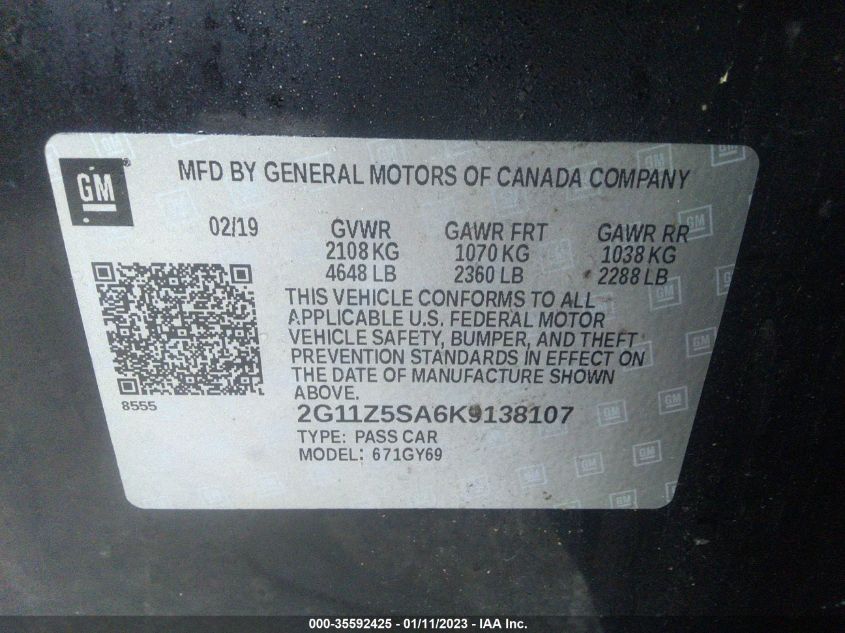 GM
MFD BY GENERAL MOTORS OF CANADA COMPANY
02/19 GVWR GAWR FRT GAWR RR
2108 KG 1070 KG 1038 KG
4648 LB 2360 LB 2288 LB
THIS VEHICLE CONFORMS TO ALL
APPLICABLE U.S. FEDERAL MOTOR
VEHICLE SAFETY, BUMPER, AND THEFT
PREVENTION STANDARDS IN EFFECT ON
THE DATE OF MANUFACTURE SHOWN
ABOVE.
8555
2G11Z5SA6K9138107
TYPE: PASS CAR
MODEL: 671GY69
000-35592425 - 01/11/2023 - IAA Inc.